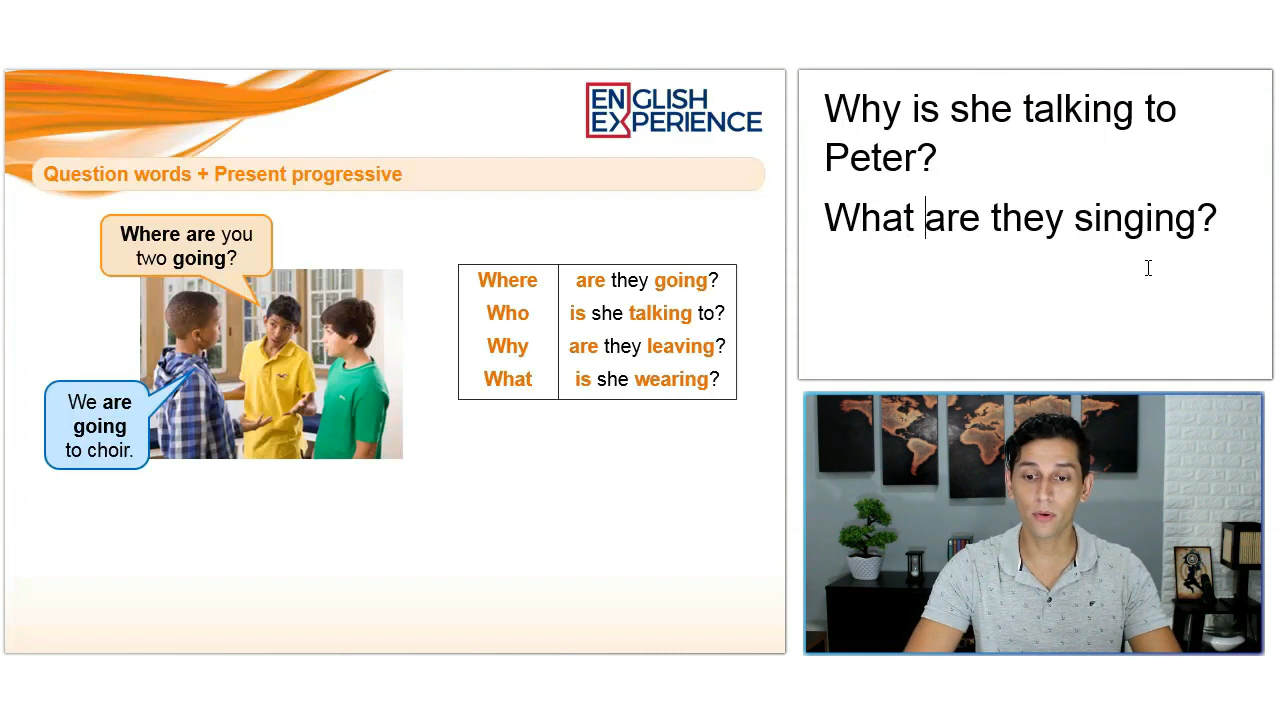 ENGLISH
EXPERIENCE
Question words + Present progressive
Where are you
two going?
We are
going
to choir.
Where are they going?
Who is she talking to?
Why are they leaving?
What is she wearing?
Why is she talking to
Peter?
What are they singing?